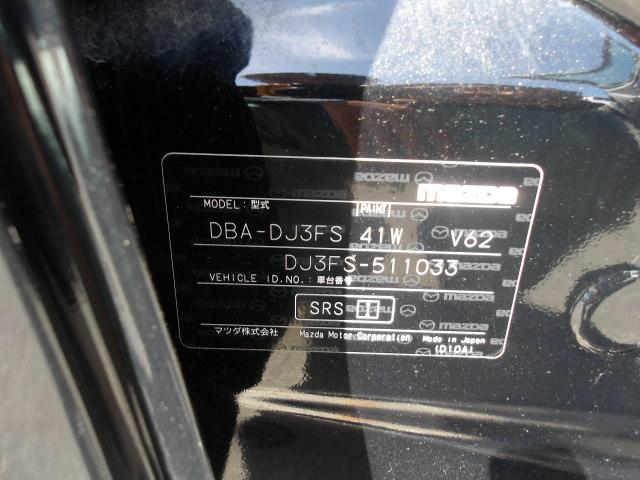 mazda
MODEL:型式 PAINT
DBA-DJ3FS 41W V62
DJ3FS-511033
VEHICLE ID.NO.:車台番号
SRS
マツダ株式会社 Mazda Motor Corporation Made in Japan
(D10A)